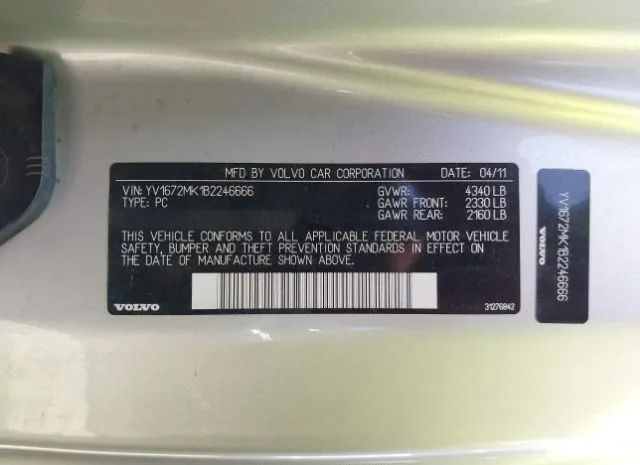 MFD BY VOLVO CAR CORPORATION DATE: 04/11
VIN: YV1672MK1B2246666 GVWR: 4340 LB
TYPE: PC GAWR FRONT: 2330 LB
GAWR REAR: 2160 LB
THIS VEHICLE CONFORMS TO ALL APPLICABLE FEDERAL MOTOR VEHICLE
SAFETY, BUMPER AND THEFT PREVENTION STANDARDS IN EFFECT ON
THE DATE OF MANUFACTURE SHOWN ABOVE.
VOLVO 31276842
YV1672MK1B2246666
VOLVO